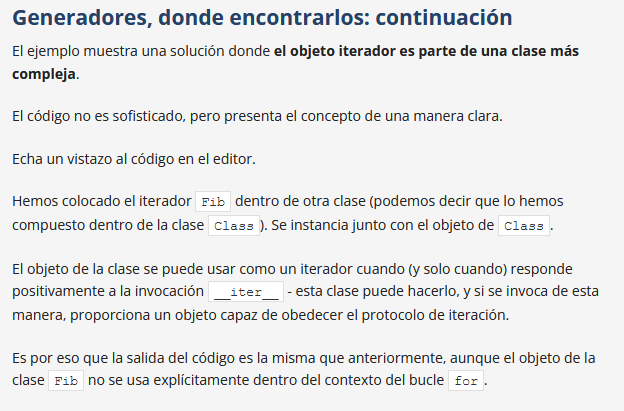 Generadores, donde encontrarlos: continuación
El ejemplo muestra una solución donde el objeto iterador es parte de una clase más
compleja.
El código no es sofisticado, pero presenta el concepto de una manera clara.
Echa un vistazo al código en el editor.
Hemos colocado el iterador Fib dentro de otra clase (podemos decir que lo hemos
compuesto dentro de la clase Class). Se instancia junto con el objeto de Class.
El objeto de la clase se puede usar como un iterador cuando (y solo cuando) responde
positivamente a la invocación __iter__ - esta clase puede hacerlo, y si se invoca de esta
manera, proporciona un objeto capaz de obedecer el protocolo de iteración.
Es por eso que la salida del código es la misma que anteriormente, aunque el objeto de la
clase Fib no se usa explícitamente dentro del contexto del bucle for.